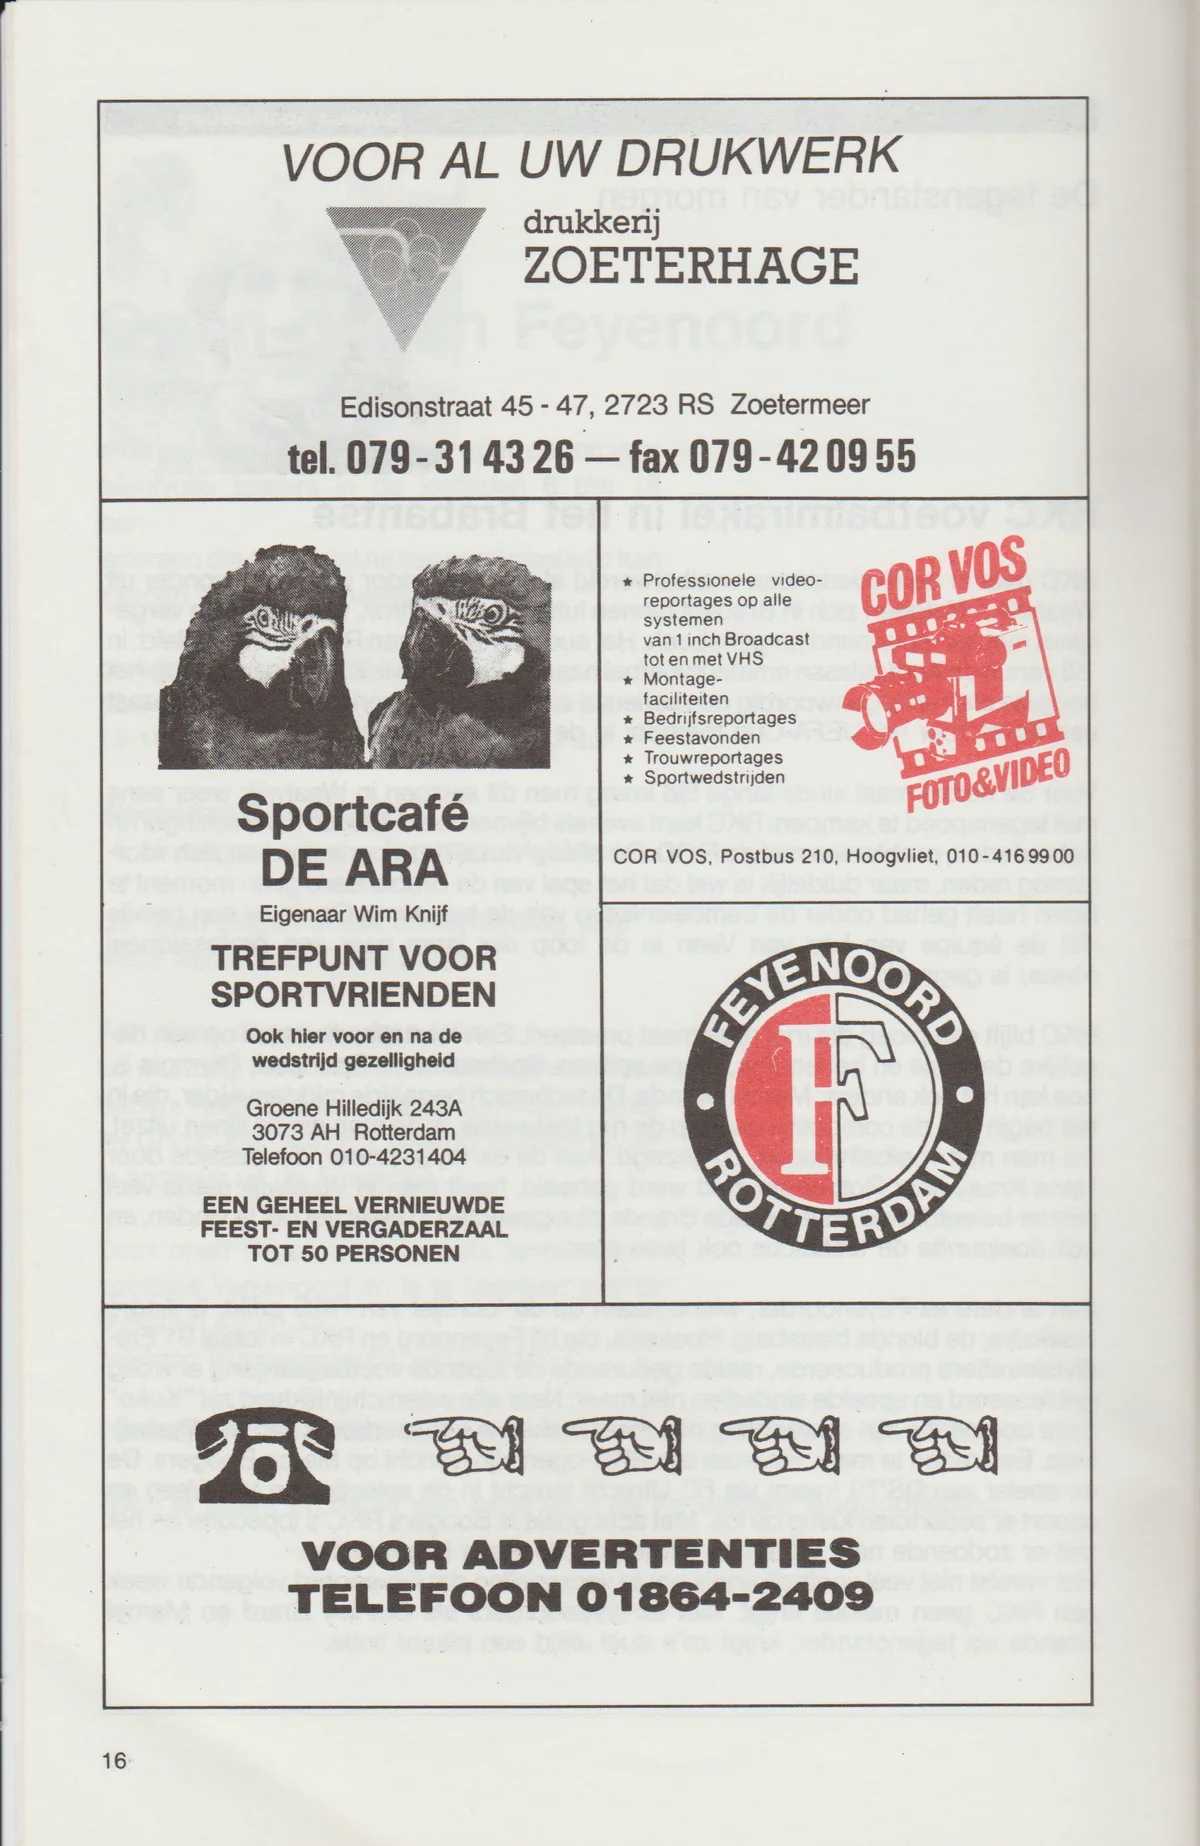 VOOR AL UW DRUKWERK
drukkerij
ZOETERHAGE
Edisonstraat 45 - 47, 2723 RS Zoetermeer
tel. 079-31 43 26 — fax 079-42 09 55
Sportcafé
DE ARA
Eigenaar Wim Knijf
TREFPUNT VOOR
SPORTVRIENDEN
Ook hier voor en na de
wedstrijd gezelligheid
Groene Hilledijk 243A
3073 AH Rotterdam
Telefoon 010-4231404
EEN GEHEEL VERNIEUWDE
FEEST- EN VERGADERZAAL
TOT 50 PERSONEN
★ Professionele video-
reportages op alle
systemen
van 1 inch Broadcast
tot en met VHS
★ Montage-
faciliteiten
★ Bedrijfsreportages
★ Feestavonden
★ Trouwreportages
★ Sportwedstrijden
COR VOS
FOTO&VIDEO
COR VOS, Postbus 210, Hoogvliet, 010-416 99 00
FEYENOORD
F
ROTTERDAM
VOOR ADVERTENTIES
TELEFOON 01864-2409
16